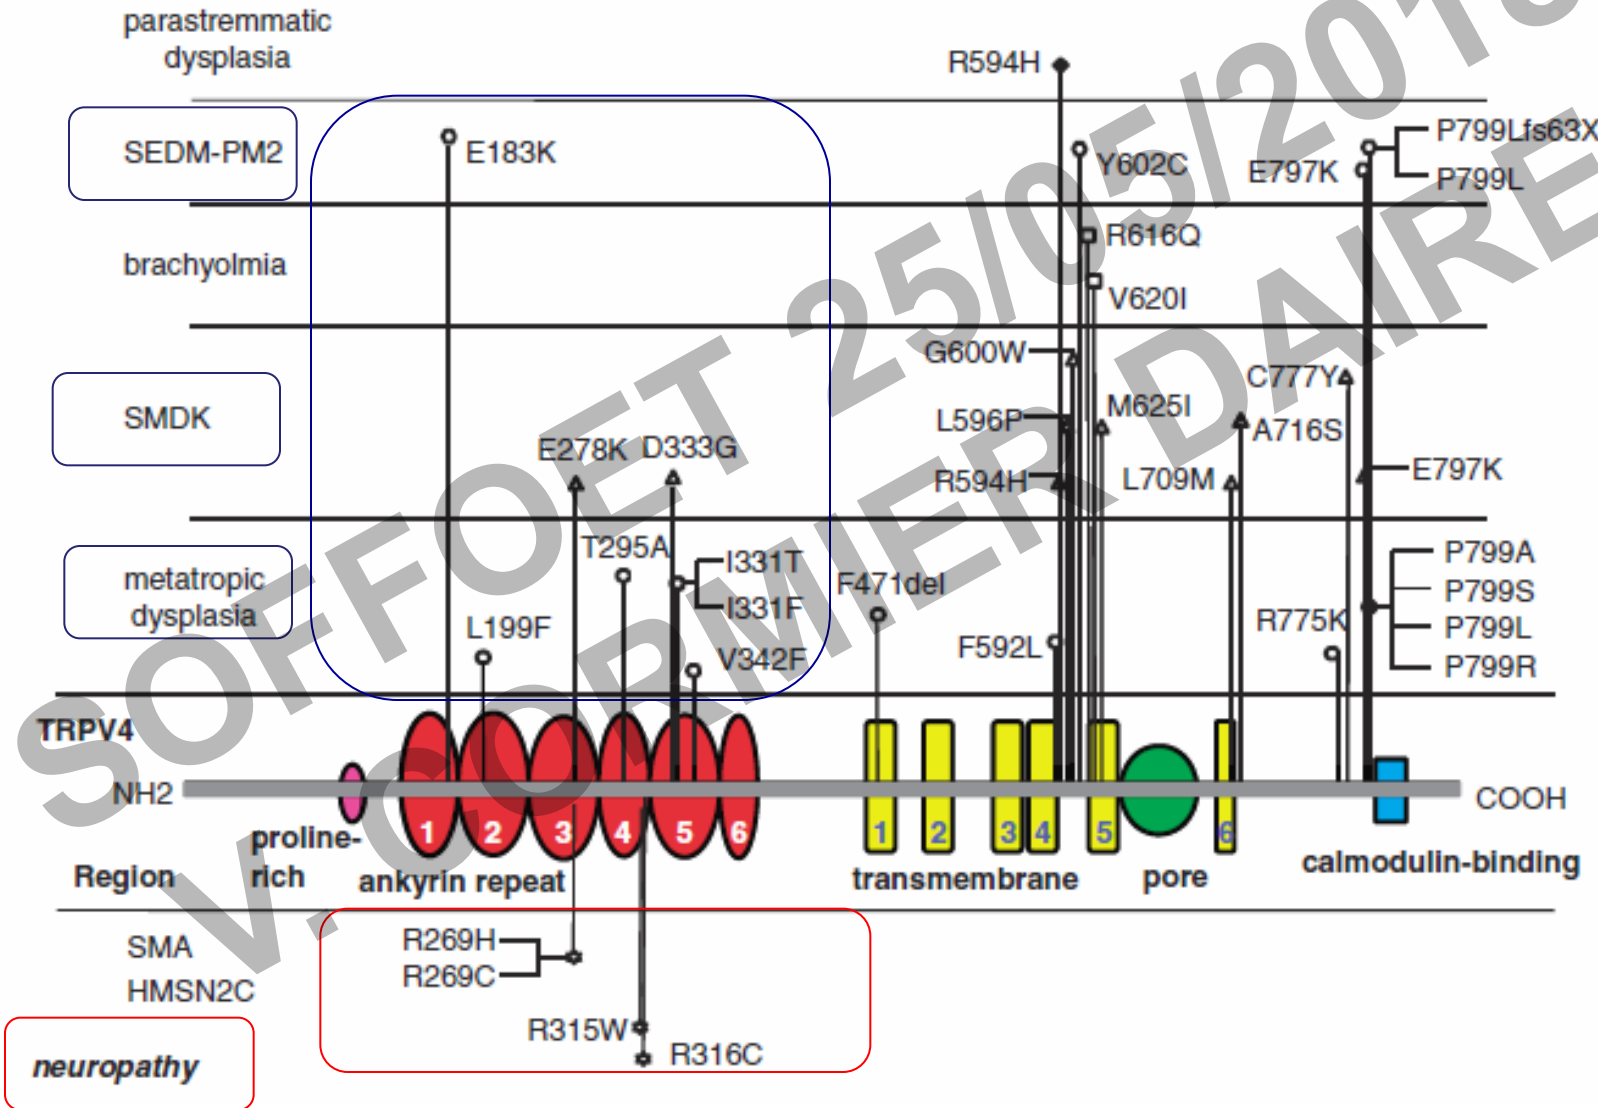 parastremmatic
dysplasia
R594H
SEDM-PM2
E183K
Y602C
E797K
P799Lfs63X
P799L
brachyolmia
R616Q
V620I
SMDK
E278K
D333G
G600W
L596P
R594H
M625I
L709M
C777Y
A716S
E797K
metatropic
dysplasia
L199F
T295A
I331T
I331F
V342F
F471del
F592L
R775K
P799A
P799S
P799L
P799R
TRPV4
NH2
COOH
1 2 3 4 5 6
1 2 3 4 5 6
Region
proline-
rich
ankyrin repeat
transmembrane
pore
calmodulin-binding
SMA
HMSN2C
R269H
R269C
R315W
R316C
neuropathy
SOFFOET 25/05/2013
V. CORMIER DAIRE